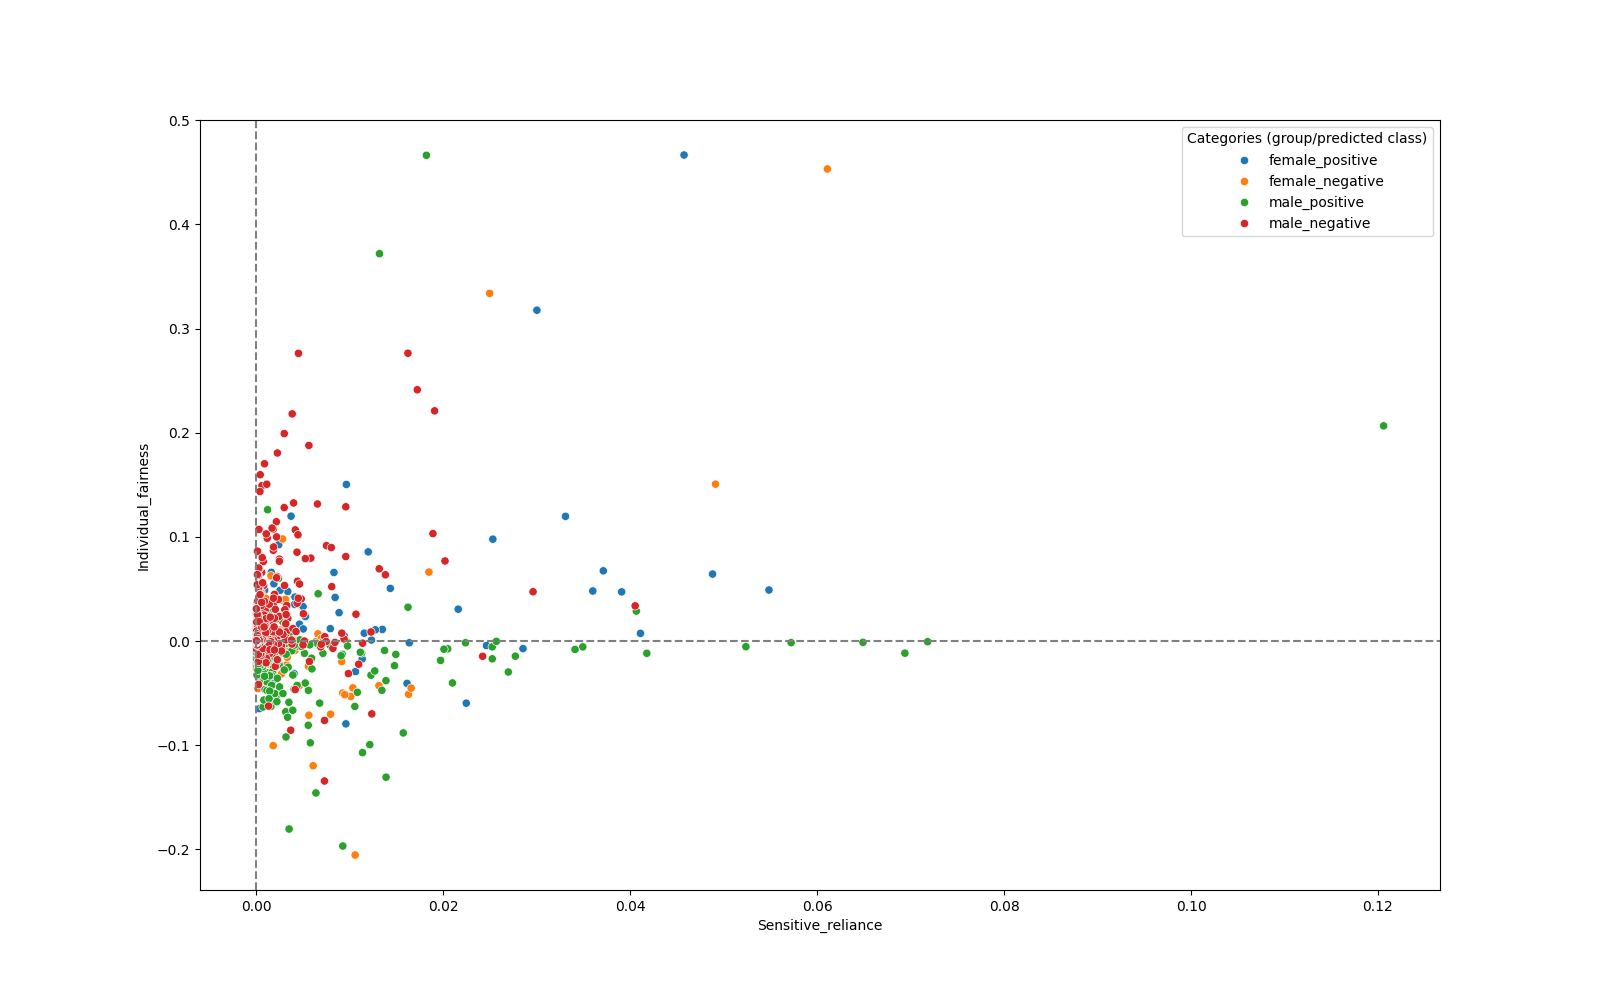 Categories (group/predicted class)
female_positive
female_negative
male_positive
male_negative
0.5
0.4
0.3
0.2
0.1
0.0
−0.1
−0.2
Individual_fairness
0.00
0.02
0.04
0.06
0.08
0.10
0.12
Sensitive_reliance